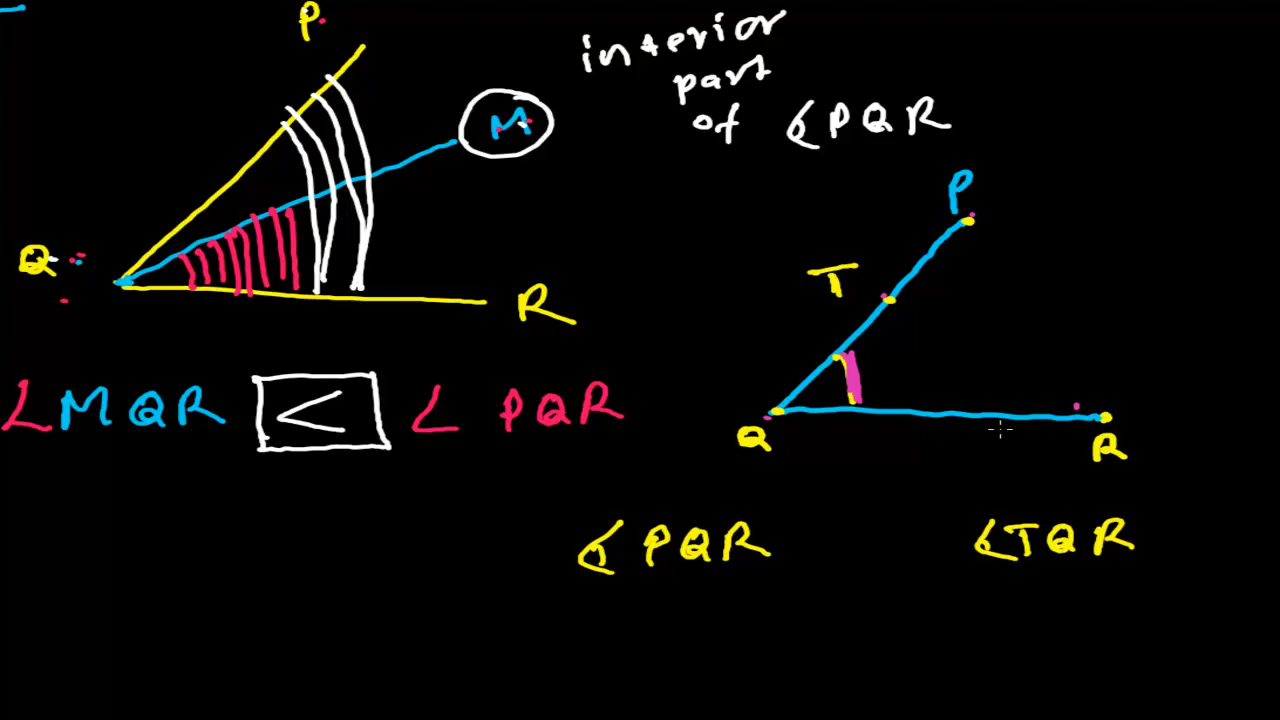 P
interior
part
of ∡PQR
M
Q
R
P
T
Q
R
∠MQR < ∠PQR
∡PQR ∡TQR